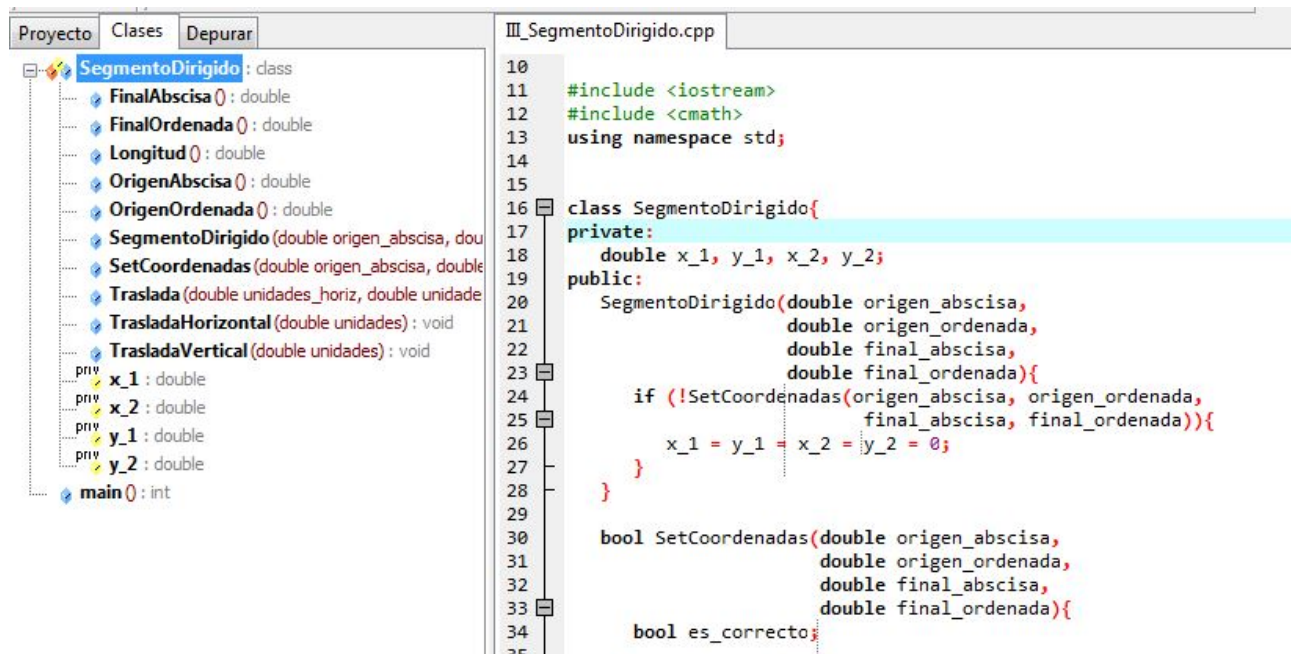 Proyecto Clases Depurar
SegmentoDirigido : class
FinalAbscisa () : double
FinalOrdenada () : double
Longitud () : double
OrigenAbscisa () : double
OrigenOrdenada () : double
SegmentoDirigido (double origen_abscisa, dou
SetCoordenadas (double origen_abscisa, double
Traslada (double unidades_horiz, double unidade
TrasladaHorizontal (double unidades) : void
TrasladaVertical (double unidades) : void
priv x_1 : double
priv x_2 : double
priv y_1 : double
priv y_2 : double
main () : int
III_SegmentoDirigido.cpp
10
11 #include <iostream>
12 #include <cmath>
13 using namespace std;
14
15
16 class SegmentoDirigido{
17 private:
18 double x_1, y_1, x_2, y_2;
19 public:
20 SegmentoDirigido(double origen_abscisa,
21 double origen_ordenada,
22 double final_abscisa,
23 double final_ordenada){
24 if (!SetCoordenadas(origen_abscisa, origen_ordenada,
25 final_abscisa, final_ordenada)){
26 x_1 = y_1 = x_2 = y_2 = 0;
27 }
28 }
29
30 bool SetCoordenadas(double origen_abscisa,
31 double origen_ordenada,
32 double final_abscisa,
33 double final_ordenada){
34 bool es_correcto;
35